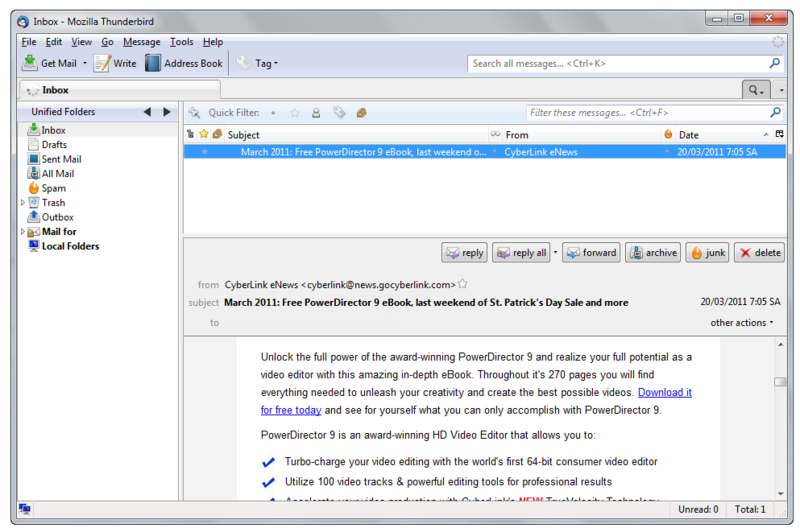 Inbox - Mozilla Thunderbird
File Edit View Go Message Tools Help
Get Mail Write Address Book Tag Search all messages... <Ctrl+K>
Inbox
Unified Folders
Inbox
Drafts
Sent Mail
All Mail
Spam
Trash
Outbox
Mail for
Local Folders
Quick Filter: Filter these messages... <Ctrl+F>
Subject From Date
March 2011: Free PowerDirector 9 eBook, last weekend o... CyberLink eNews 20/03/2011 7:05 SA
reply reply all forward archive junk delete
from CyberLink eNews <cyberlink@news.gocyberlink.com>
subject March 2011: Free PowerDirector 9 eBook, last weekend of St. Patrick's Day Sale and more 20/03/2011 7:05 SA
to other actions
Unlock the full power of the award-winning PowerDirector 9 and realize your full potential as a
video editor with this amazing in-depth eBook. Throughout it's 270 pages you will find
everything needed to unleash your creativity and create the best possible videos. Download it
for free today and see for yourself what you can only accomplish with PowerDirector 9.
PowerDirector 9 is an award-winning HD Video Editor that allows you to:
Turbo-charge your video editing with the world's first 64-bit consumer video editor
Utilize 100 video tracks & powerful editing tools for professional results
Accelerate your video production with CyberLink's NEW TrueVelocity Technology
Unread: 0 Total: 1